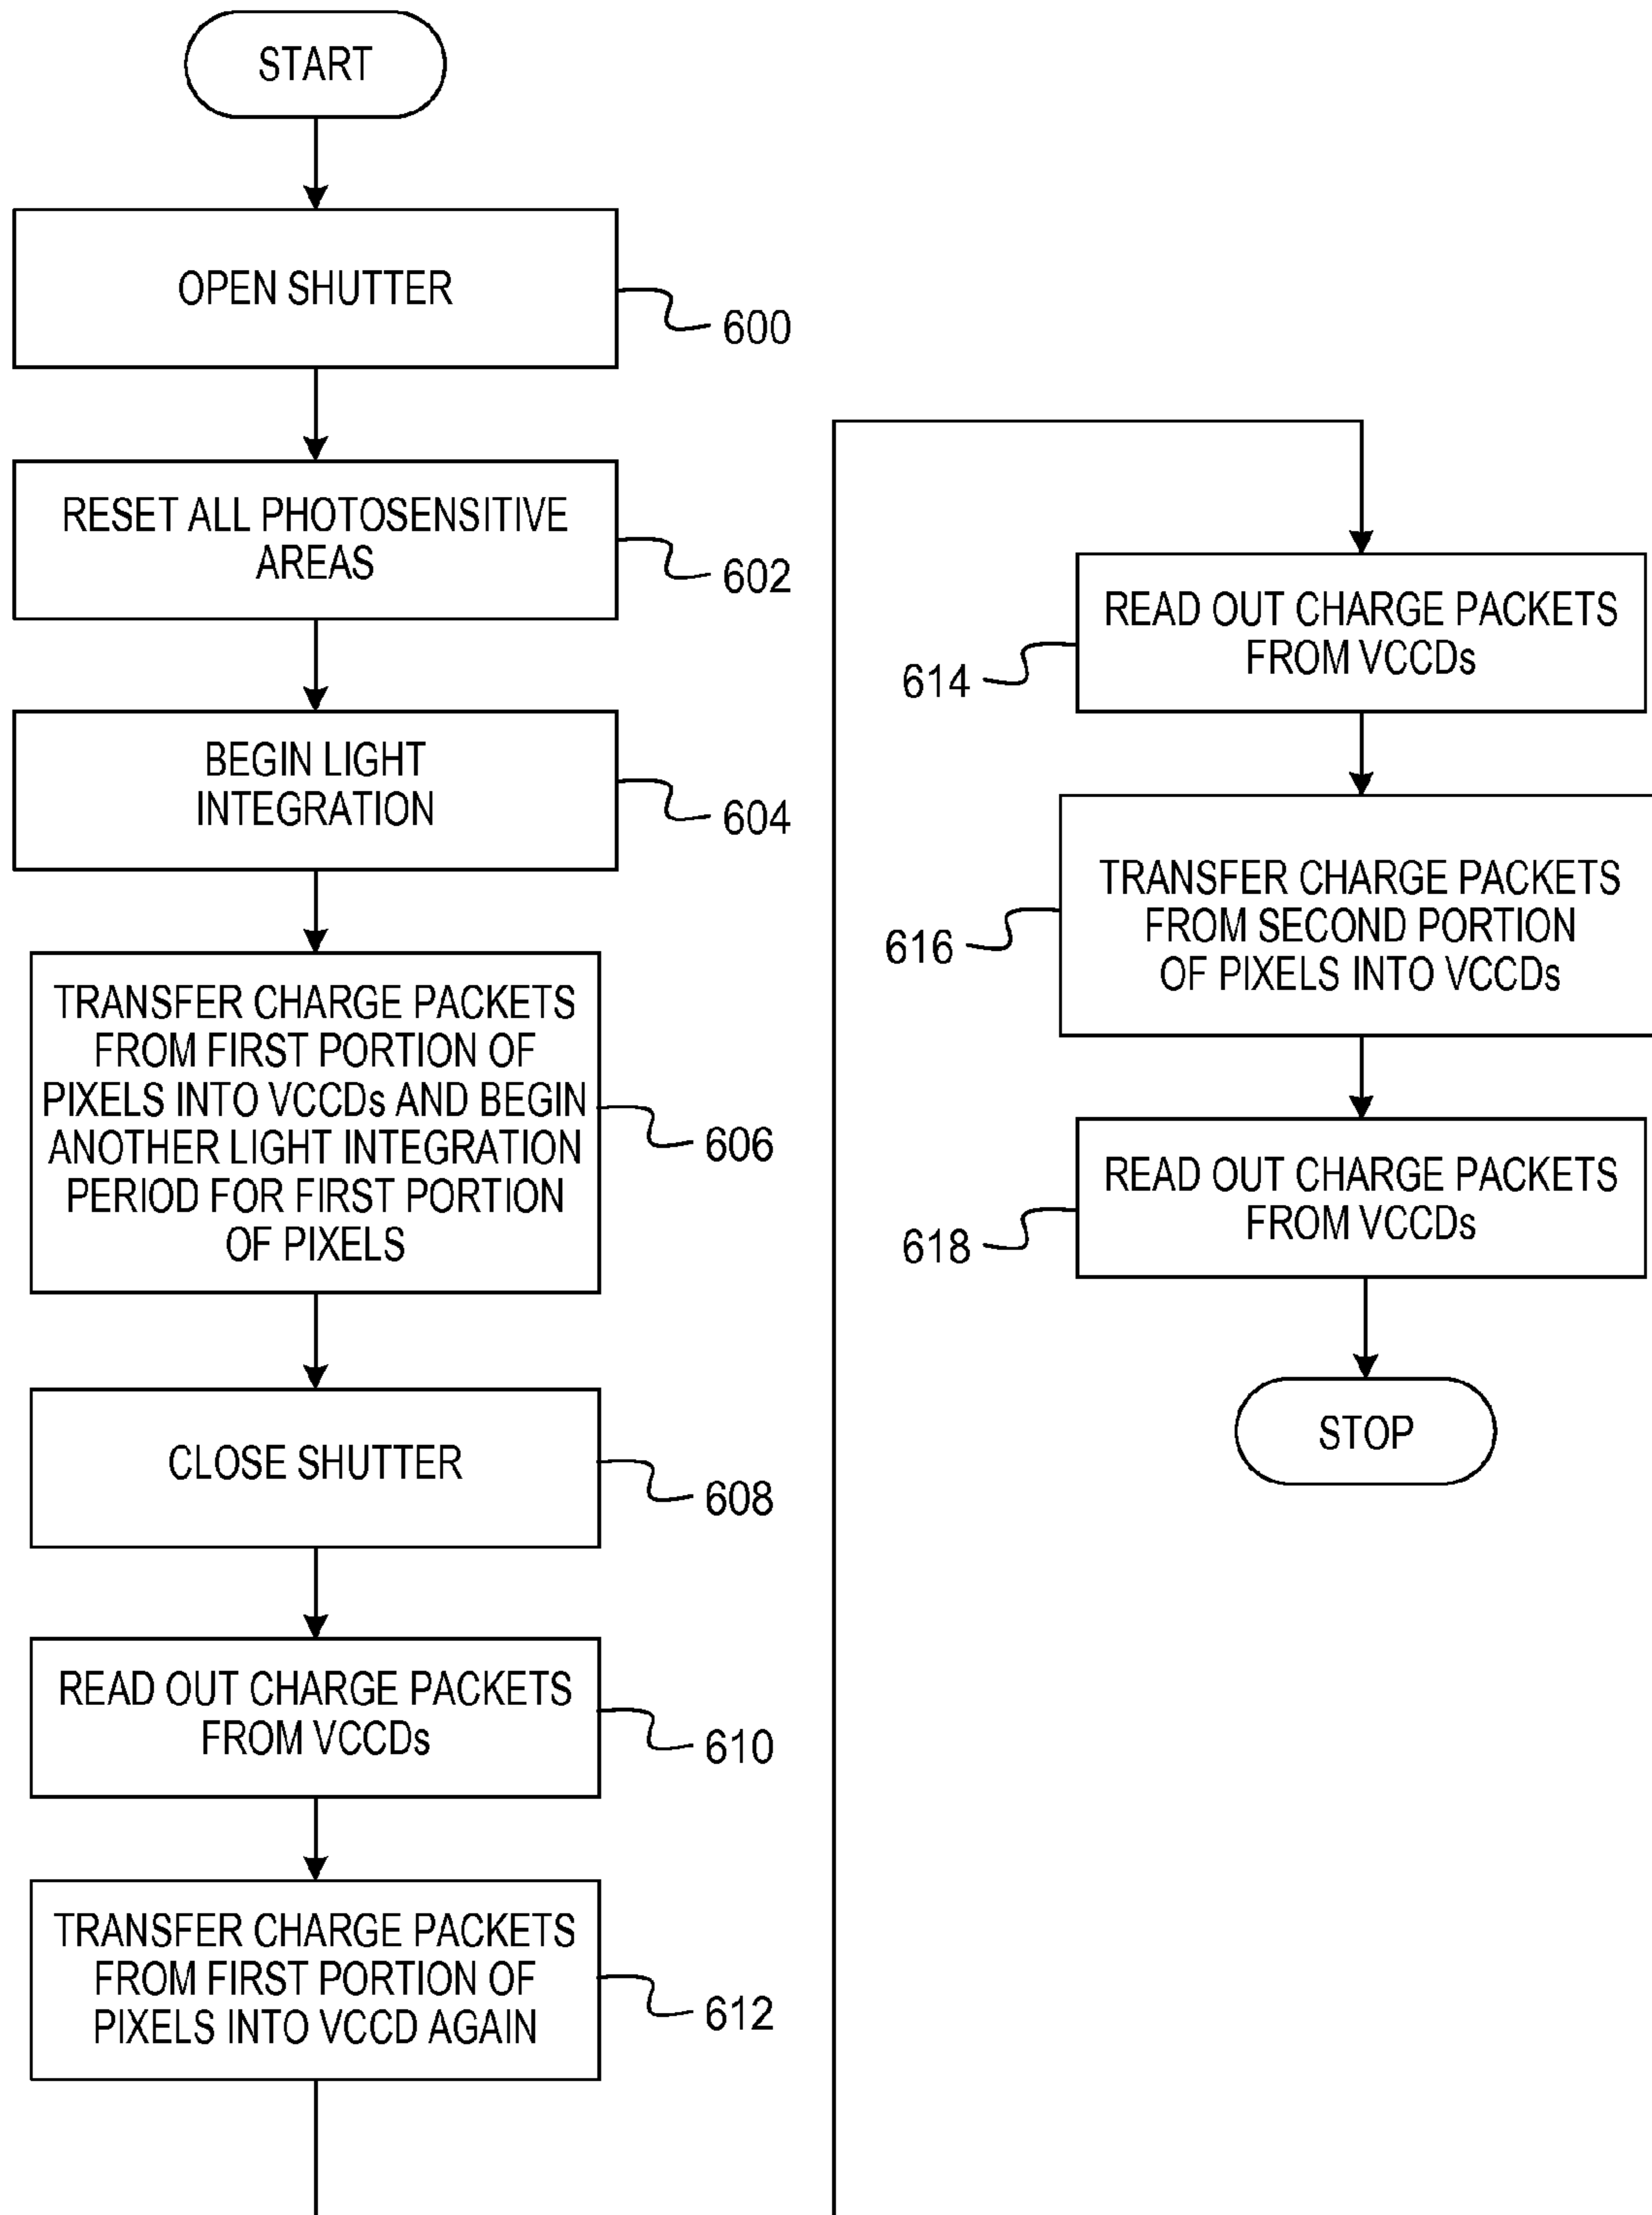 START
OPEN SHUTTER
600
RESET ALL PHOTOSENSITIVE
AREAS
602
BEGIN LIGHT
INTEGRATION
604
TRANSFER CHARGE PACKETS
FROM FIRST PORTION OF
PIXELS INTO VCCDs AND BEGIN
ANOTHER LIGHT INTEGRATION
PERIOD FOR FIRST PORTION
OF PIXELS
606
CLOSE SHUTTER
608
READ OUT CHARGE PACKETS
FROM VCCDs
610
TRANSFER CHARGE PACKETS
FROM FIRST PORTION OF
PIXELS INTO VCCD AGAIN
612
READ OUT CHARGE PACKETS
FROM VCCDs
614
TRANSFER CHARGE PACKETS
FROM SECOND PORTION
OF PIXELS INTO VCCDs
616
READ OUT CHARGE PACKETS
FROM VCCDs
618
STOP